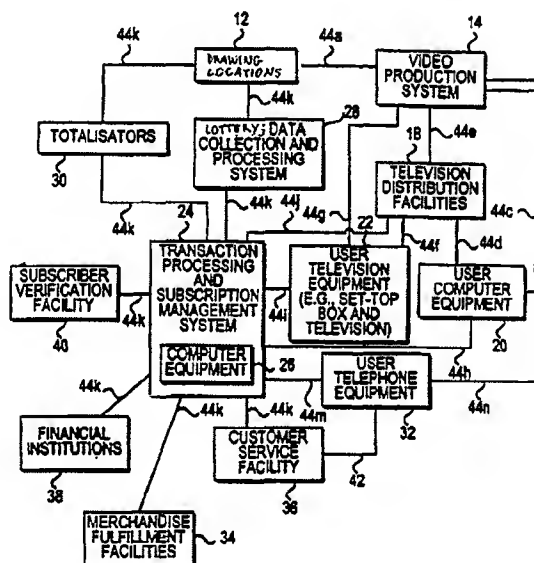 44k
12
44a
14
DRAWING
LOCATIONS
VIDEO
PRODUCTION
SYSTEM
44k
28
TOTALISATORS
30
LOTTERY; DATA
COLLECTION AND
PROCESSING
SYSTEM
18
44e
TELEVISION
DISTRIBUTION
FACILITIES
44k
24
44k
44j
44g
22
44f
44d
44c
SUBSCRIBER
VERIFICATION
FACILITY
40
44k
TRANSACTION
PROCESSING
AND
SUBSCRIPTION
MANAGEMENT
SYSTEM
44i
USER
TELEVISION
EQUIPMENT
(E.G., SET-TOP
BOX AND
TELEVISION)
USER
COMPUTER
EQUIPMENT
20
COMPUTER
EQUIPMENT
26
44h
44k
44k
44k
44m
USER
TELEPHONE
EQUIPMENT
32
44n
FINANCIAL
INSTITUTIONS
38
CUSTOMER
SERVICE
FACILITY
36
42
MERCHANDISE
FULFILLMENT
FACILITIES
34